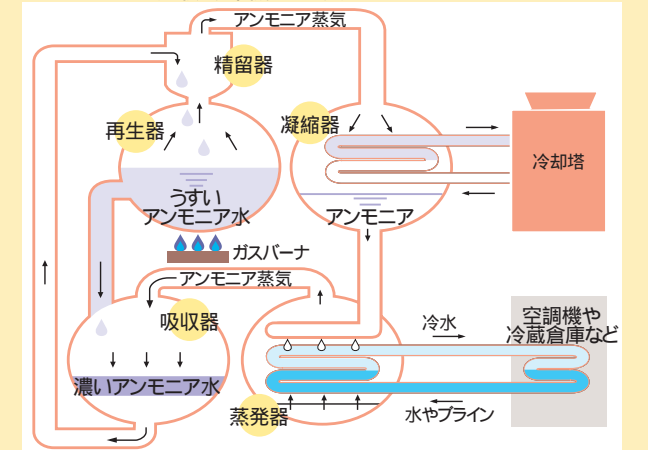 アンモニア蒸気
精留器
再生器
凝縮器
冷却塔
うすい
アンモニア水
アンモニア
ガスバーナ
アンモニア蒸気
吸収器
冷水
空調機や
冷蔵倉庫など
濃いアンモニア水
蒸発器
水やブライン